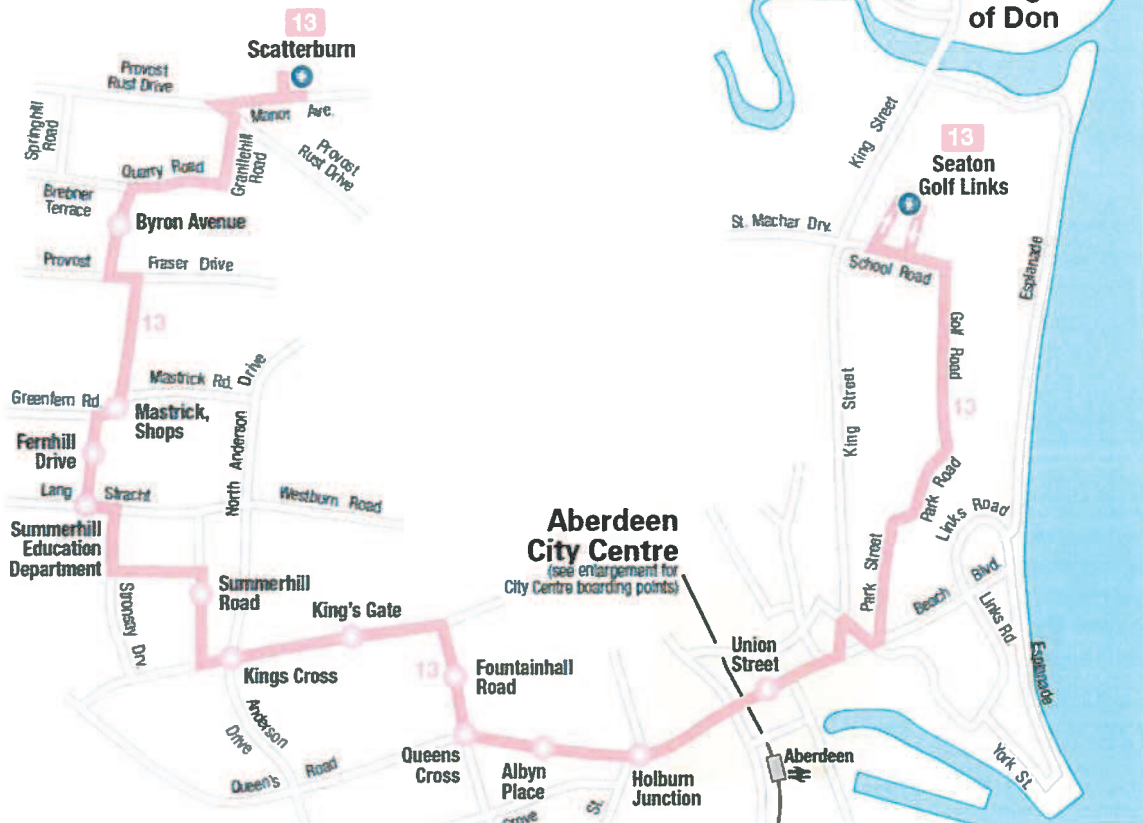 13
Scatterburn
Provost
Rust Drive
Manor Ave.
Springhill
Road
Quarry Road
Granitehill
Road
Provost
Rust Drive
Brebner
Terrace
Byron Avenue
Provost
Fraser Drive
13
Mastrick Rd.
Greenfern Rd.
Mastrick,
Shops
North Anderson Drive
Fernhill
Drive
Lang Stracht
Westburn Road
Summerhill
Education
Department
Summerhill
Road
Stronsay Drv.
King's Gate
Kings Cross
13
Fountainhall
Road
Anderson
Drive
Queen's Road
Queens
Cross
Albyn
Place
Holburn
Junction
St.
Aberdeen
City Centre
(see enlargement for
City Centre boarding points)
Union
Street
Aberdeen
of Don
King Street
13
Seaton
Golf Links
St. Machar Drv.
School Road
Esplanade
Golf Road
King Street
13
Park Road
Links Road
Park Street
Beach Blvd.
Links Rd.
Esplanade
York St.